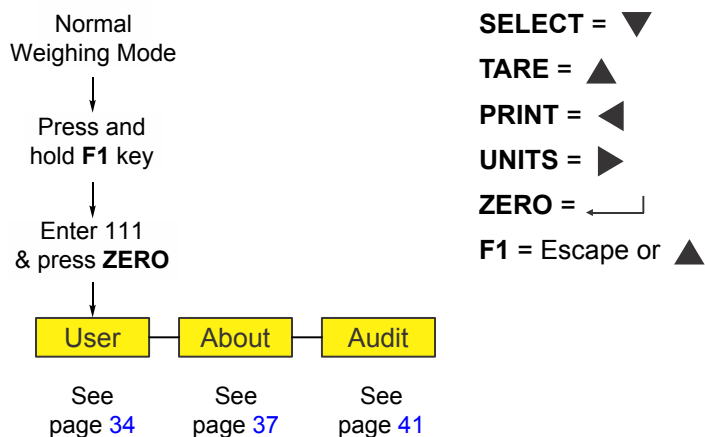 Normal
Weighing Mode
Press and
hold F1 key
Enter 111
& press ZERO
User
About
Audit
See
page 34
See
page 37
See
page 41
SELECT = ▼
TARE = ▲
PRINT = ◀
UNITS = ▶
ZERO = ↵
F1 = Escape or ▲